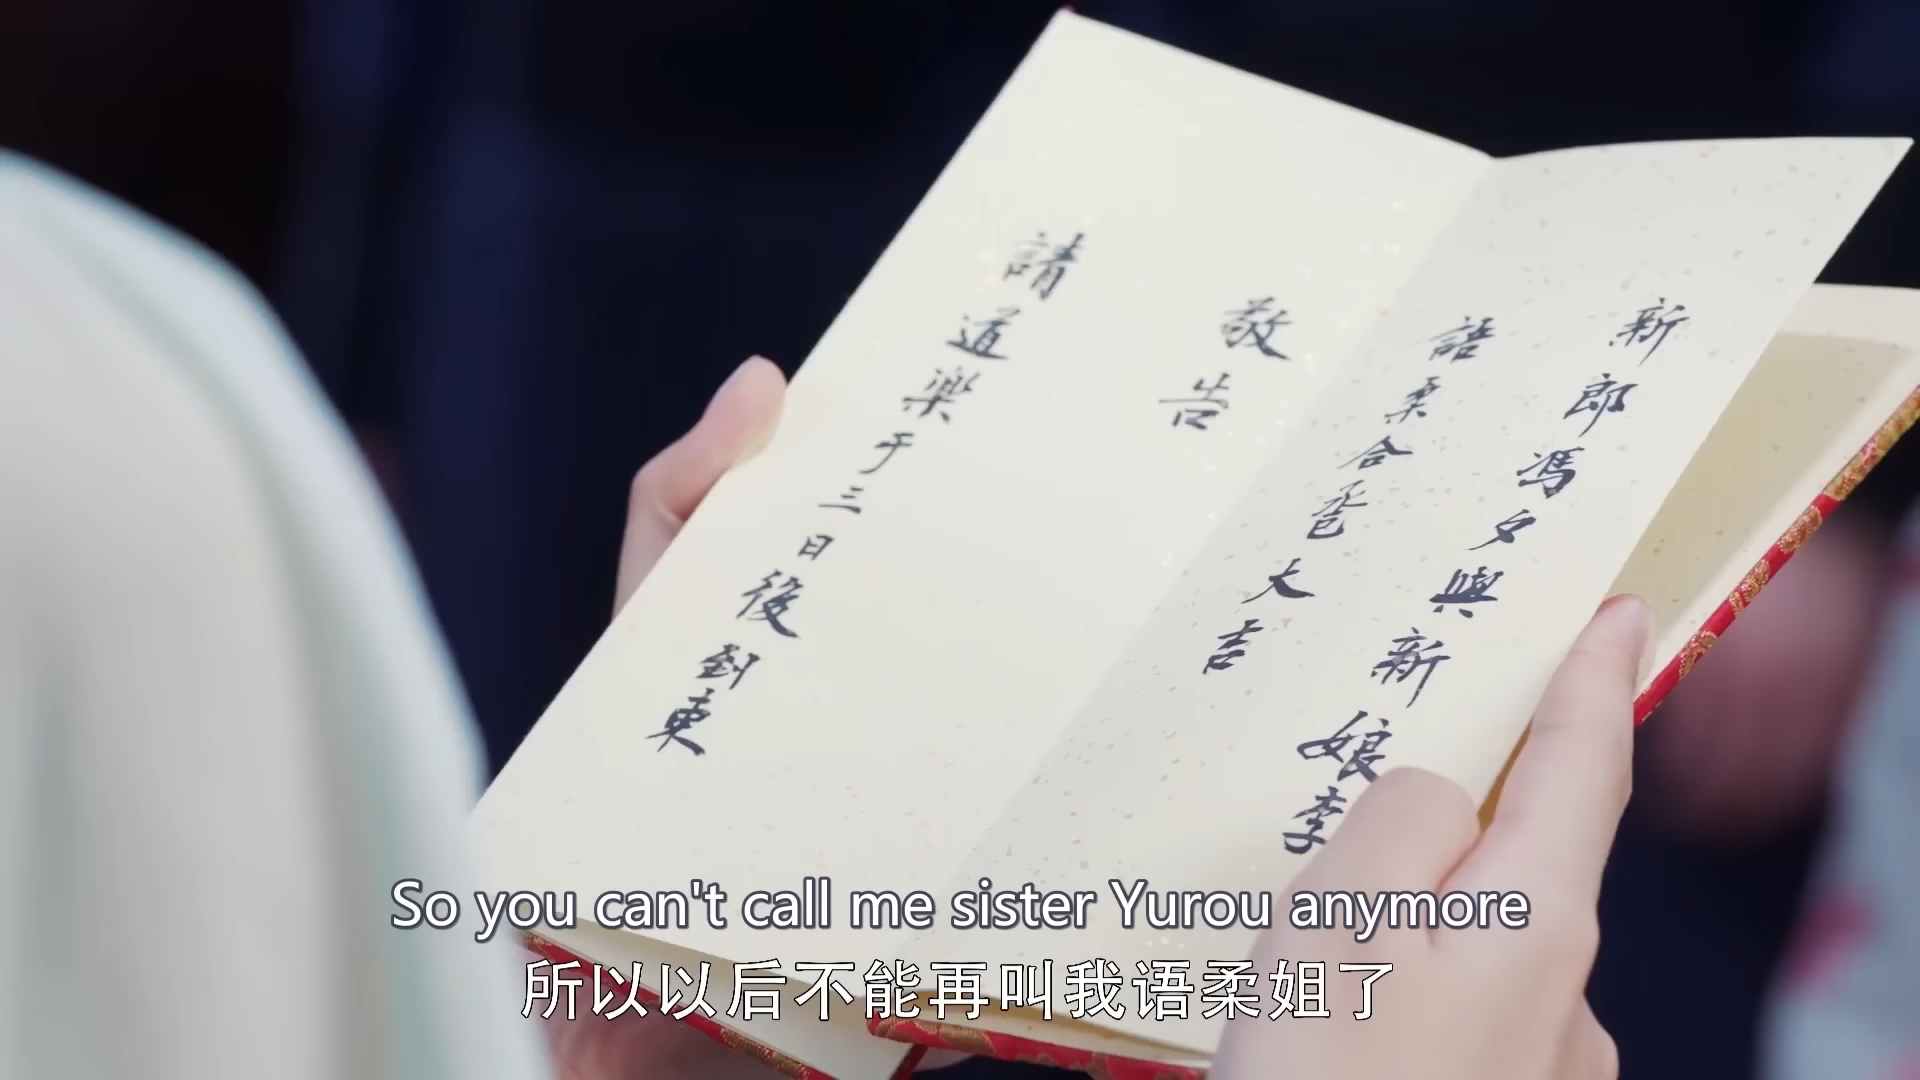 新郎馮夕與新娘李
語柔合卺大吉
敬告
請道樂于三日後到東
So you can't call me sister Yurou anymore
所以以后不能再叫我语柔姐了